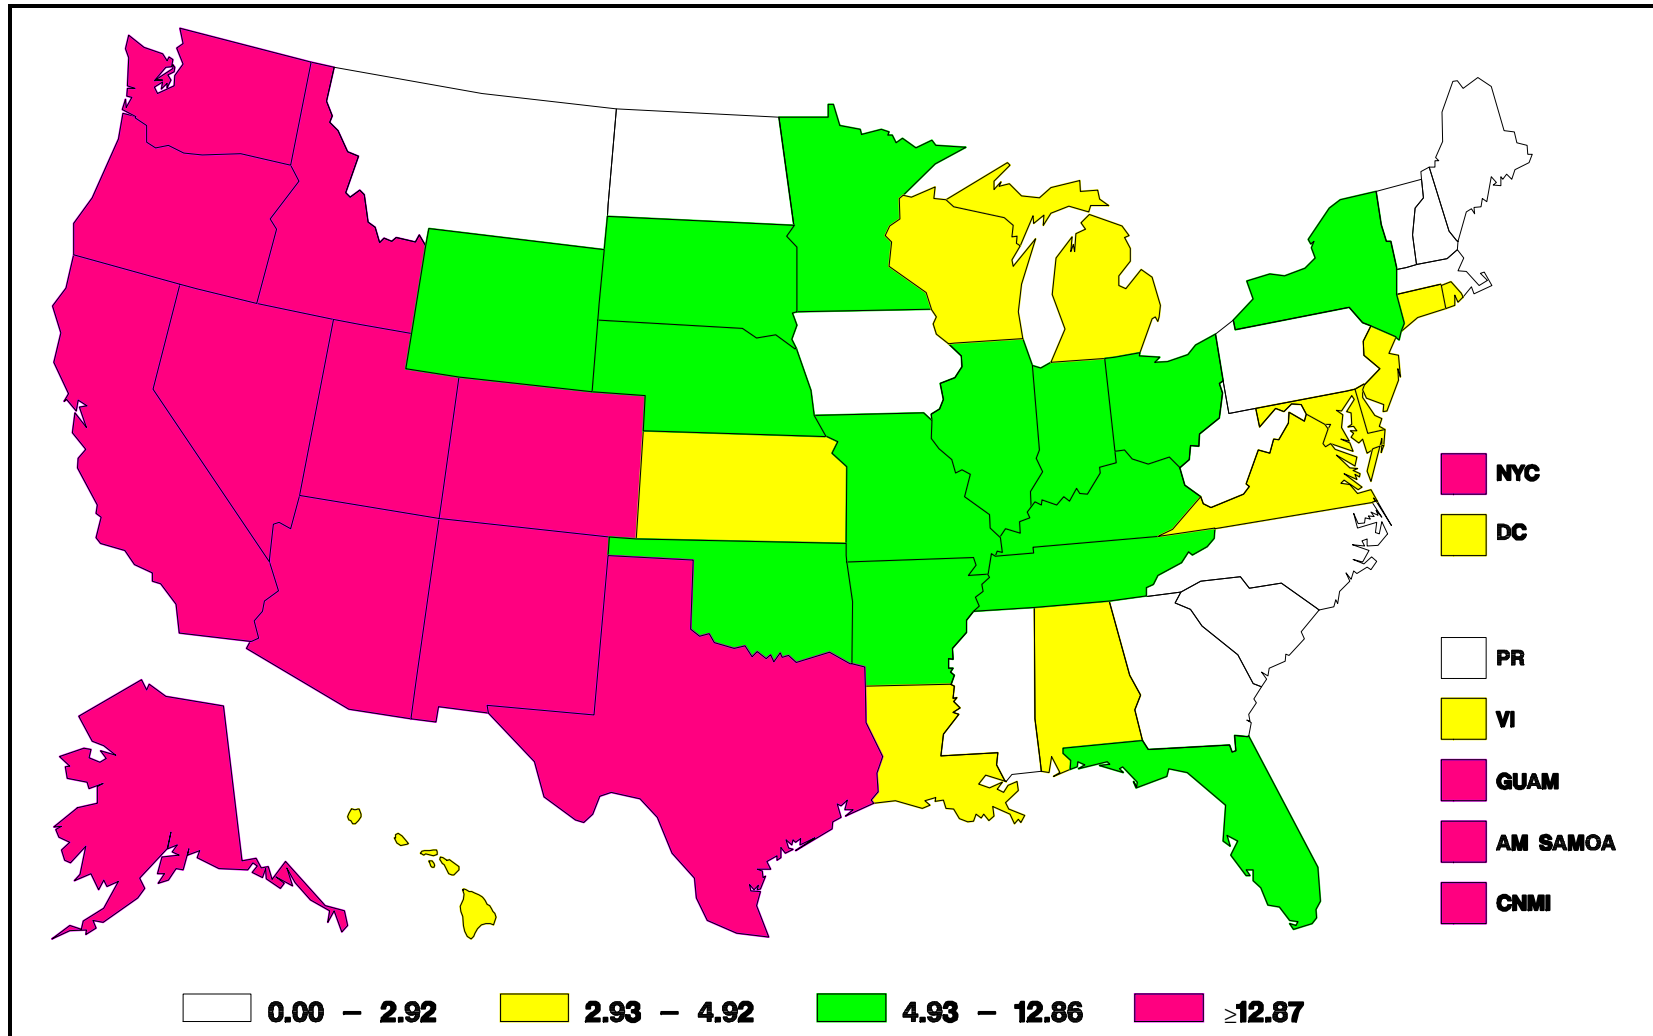 NYC
DC
PR
VI
GUAM
AM SAMOA
CNMI
0.00 – 2.92 2.93 – 4.92 4.93 – 12.86 ≥12.87